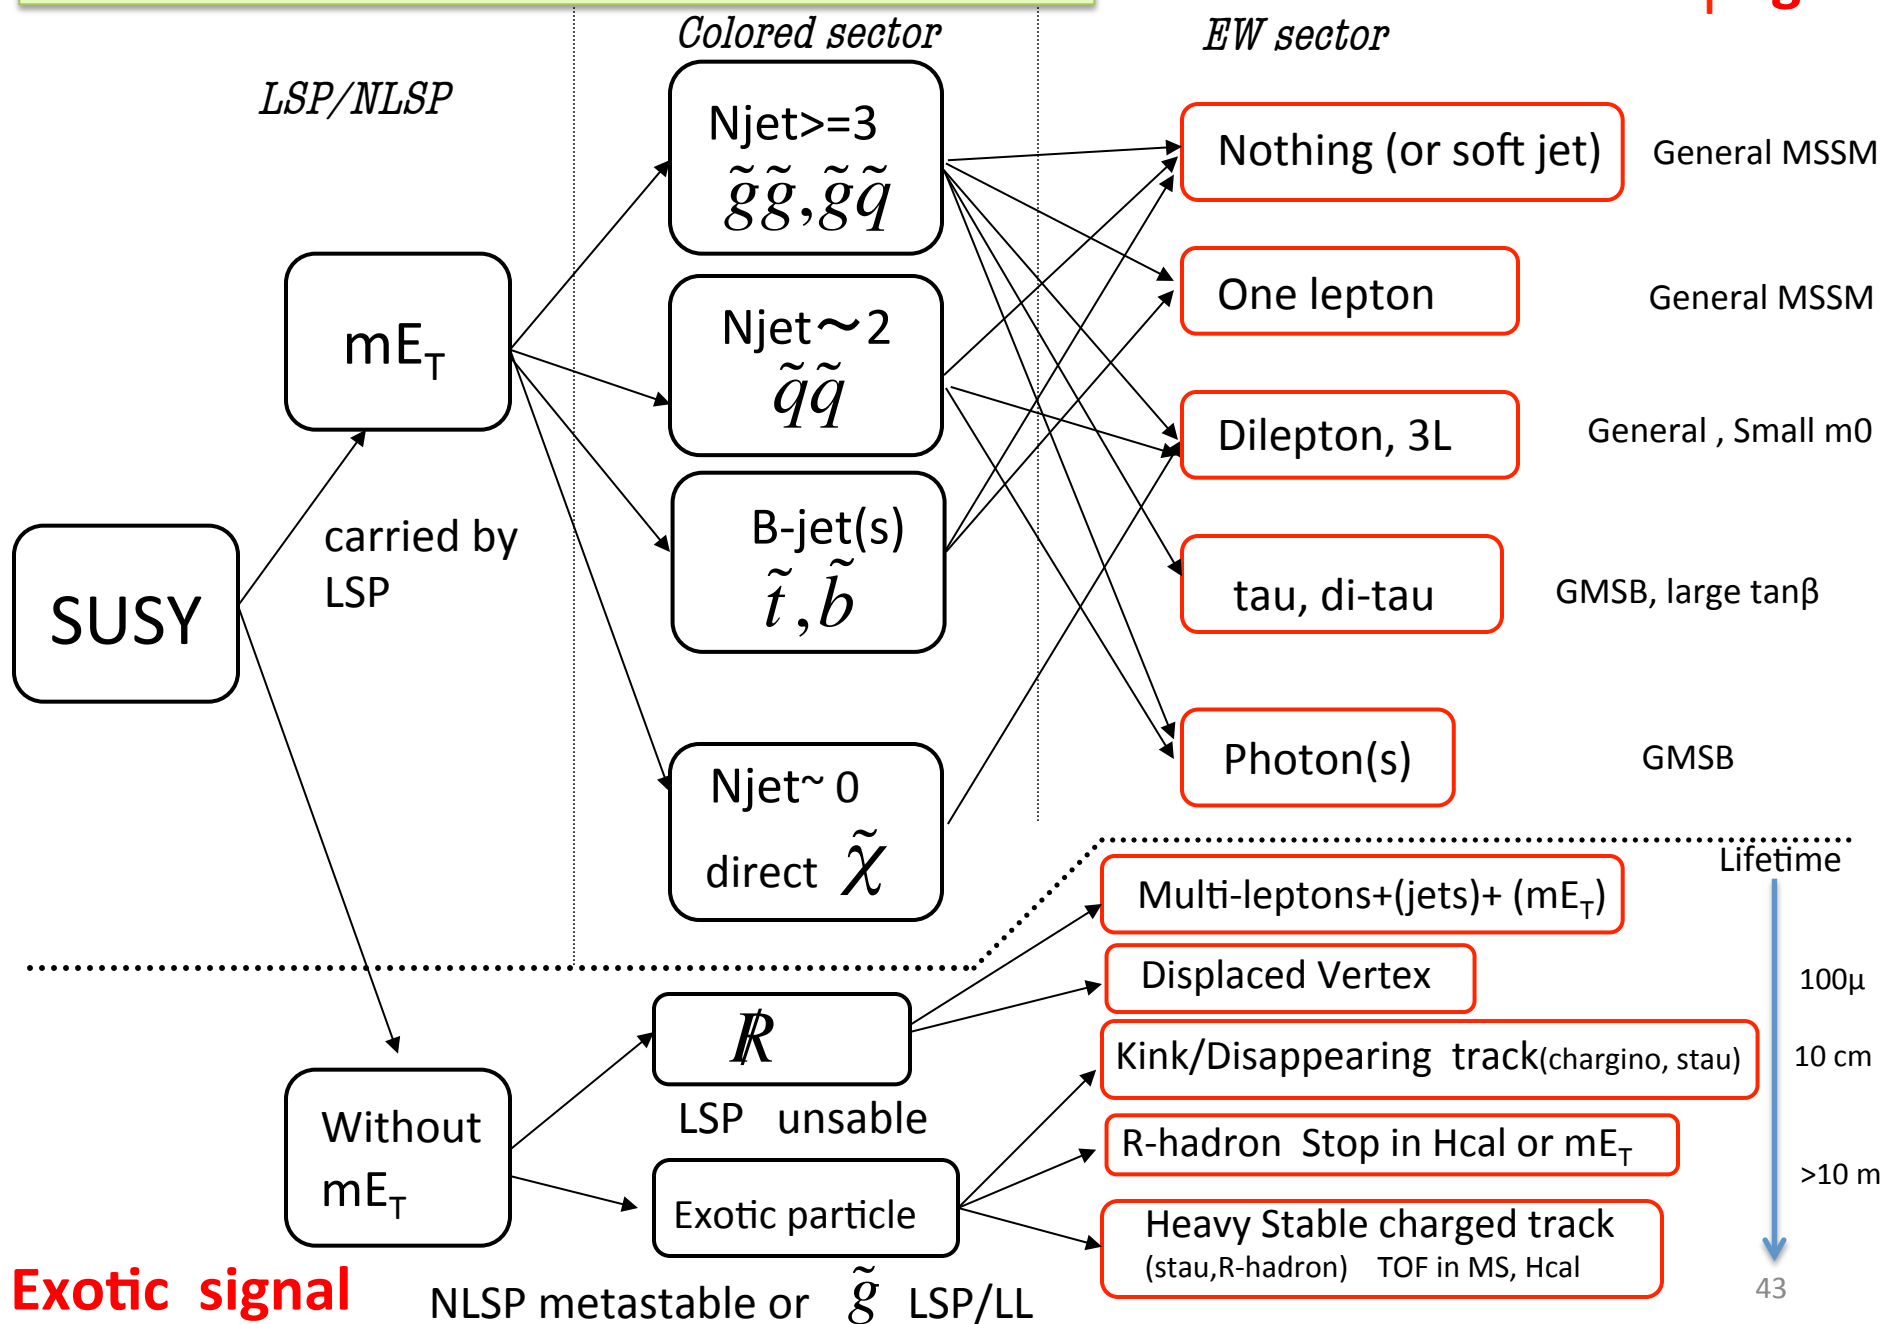 Colored sector
EW sector
LSP/NLSP
Njet>=3
g̃g̃,g̃q̃
Nothing (or soft jet)
General MSSM
mE_T
One lepton
General MSSM
Njet～2
q̃q̃
Dilepton, 3L
General , Small m0
carried by
LSP
B-jet(s)
t̃,b̃
SUSY
tau, di-tau
GMSB, large tanβ
Photon(s)
GMSB
Njet~ 0
direct χ̃
Lifetime
Multi-leptons+(jets)+ (mE_T)
Displaced Vertex
100μ
R̸
Kink/Disappearing track(chargino, stau)
10 cm
LSP unsable
Without
mE_T
R-hadron Stop in Hcal or mE_T
>10 m
Exotic particle
Heavy Stable charged track
(stau,R-hadron) TOF in MS, Hcal
Exotic signal
NLSP metastable or g̃ LSP/LL
43